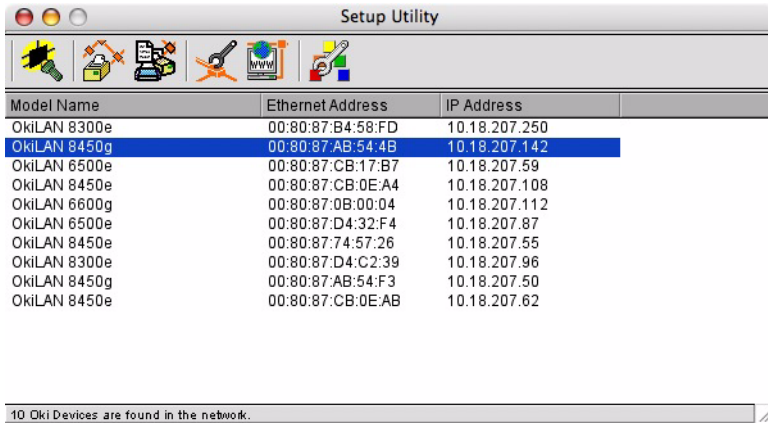 Setup Utility
WWW
Model Name Ethernet Address IP Address
OkiLAN 8300e 00:80:87:B4:58:FD 10.18.207.250
OkiLAN 8450g 00:80:87:AB:54:4B 10.18.207.142
OkiLAN 6500e 00:80:87:CB:17:B7 10.18.207.59
OkiLAN 8450e 00:80:87:CB:0E:A4 10.18.207.108
OkiLAN 6600g 00:80:87:0B:00:04 10.18.207.112
OkiLAN 6500e 00:80:87:D4:32:F4 10.18.207.87
OkiLAN 8450e 00:80:87:74:57:26 10.18.207.55
OkiLAN 8300e 00:80:87:D4:C2:39 10.18.207.96
OkiLAN 8450g 00:80:87:AB:54:F3 10.18.207.50
OkiLAN 8450e 00:80:87:CB:0E:AB 10.18.207.62
10 Oki Devices are found in the network.